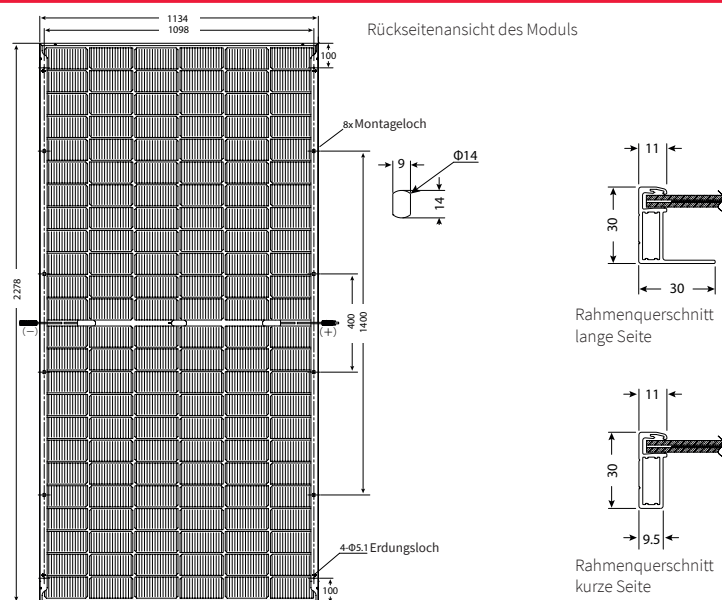 1134
1098
Rückseitenansicht des Moduls
100
8x Montageloch
9
Φ14
14
11
30
30
Rahmenquerschnitt
lange Seite
2278
400
1400
(−)
(+)
11
30
9.5
4-Φ5.1 Erdungsloch
100
Rahmenquerschnitt
kurze Seite